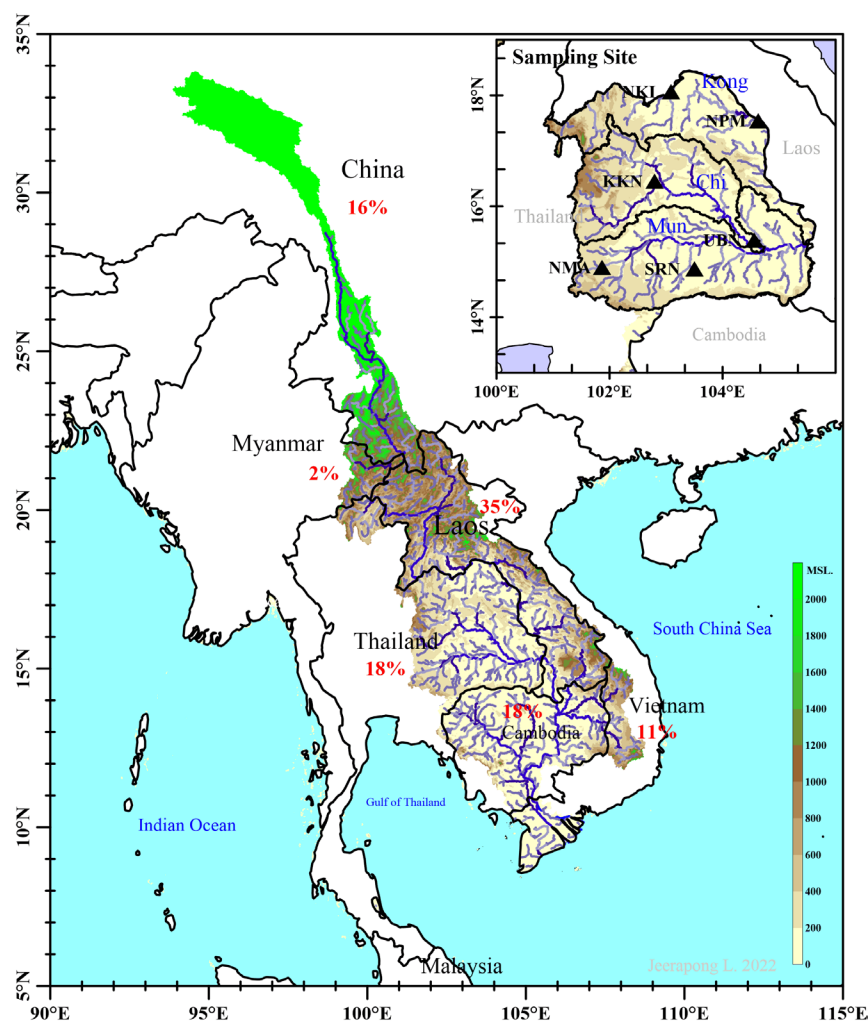 35°N
30°N
25°N
20°N
15°N
10°N
5°N
90°E
95°E
100°E
105°E
110°E
115°E
China
16%
Myanmar
2%
35%
Laos
Thailand
18%
18%
Cambodia
Vietnam
11%
South China Sea
Gulf of Thailand
Indian Ocean
Malaysia
Jeerapong L. 2022
MSL.
2000
1800
1600
1400
1200
1000
800
600
400
200
0
Sampling Site
Kong
NKI
NPM
Laos
KKN
Chi
Thailand
Mun
UBN
NMA
SRN
Cambodia
18°N
16°N
14°N
100°E
102°E
104°E